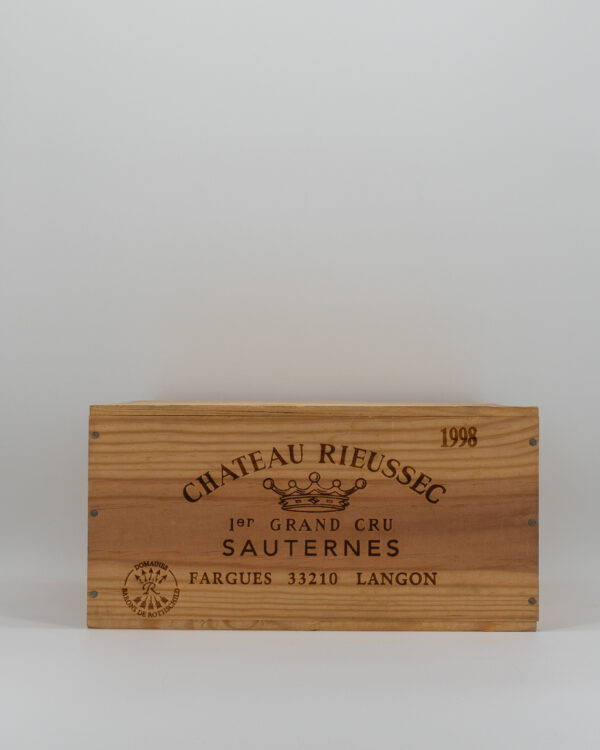 1998
CHATEAU RIEUSSEC
1er GRAND CRU
SAUTERNES
FARGUES 33210 LANGON
DOMAINES
R
BARONS DE ROTHSCHILD